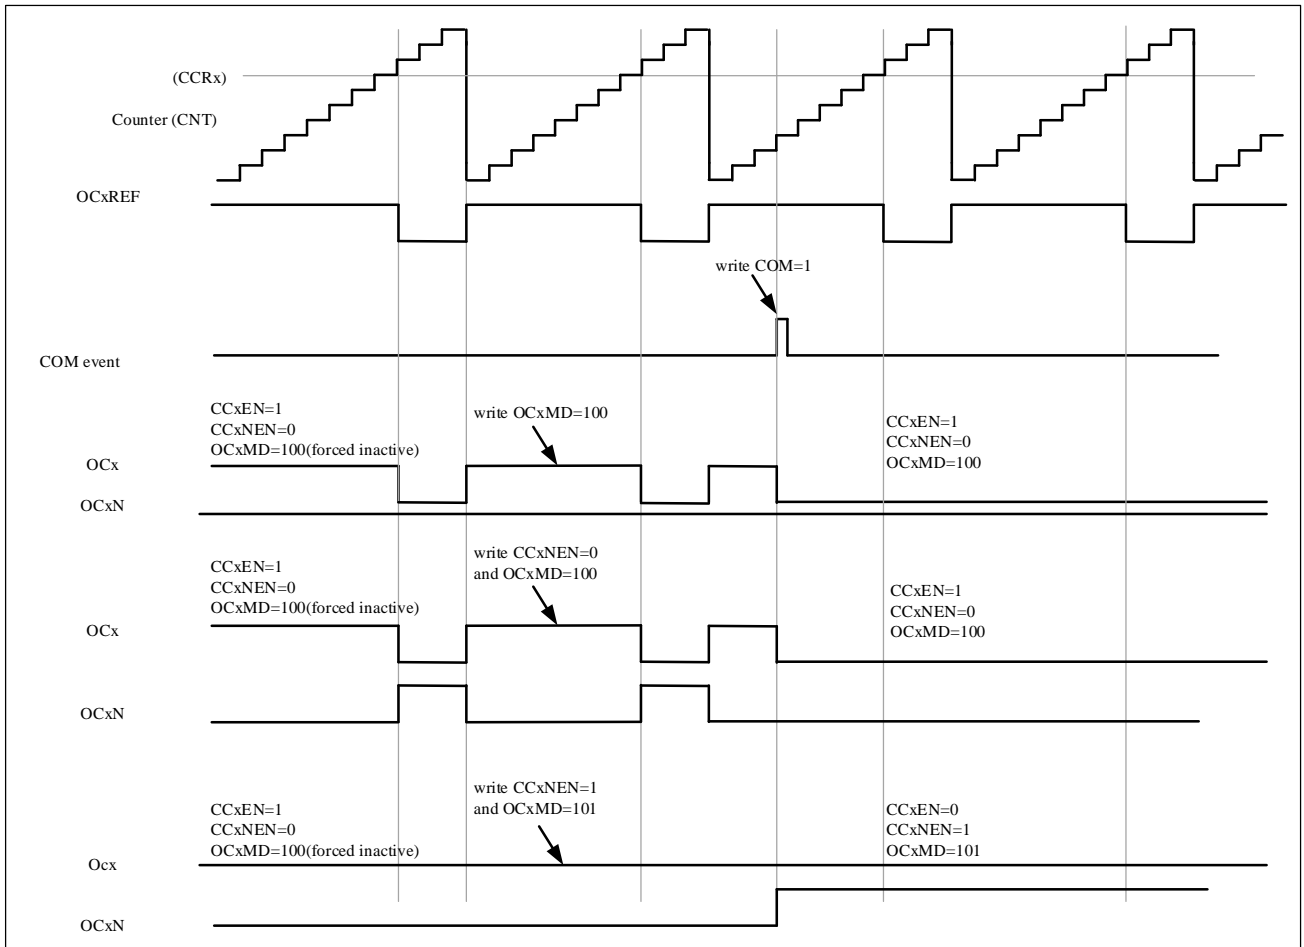 (CCRx)
Counter (CNT)
OCxREF
write COM=1
COM event
CCxEN=1
CCxNEN=0
OCxMD=100(forced inactive)
write OCxMD=100
CCxEN=1
CCxNEN=0
OCxMD=100
OCx
OCxN
CCxEN=1
CCxNEN=0
OCxMD=100(forced inactive)
write CCxNEN=0
and OCxMD=100
CCxEN=1
CCxNEN=0
OCxMD=100
OCx
OCxN
CCxEN=1
CCxNEN=0
OCxMD=100(forced inactive)
write CCxNEN=1
and OCxMD=101
CCxEN=0
CCxNEN=1
OCxMD=101
Ocx
OCxN